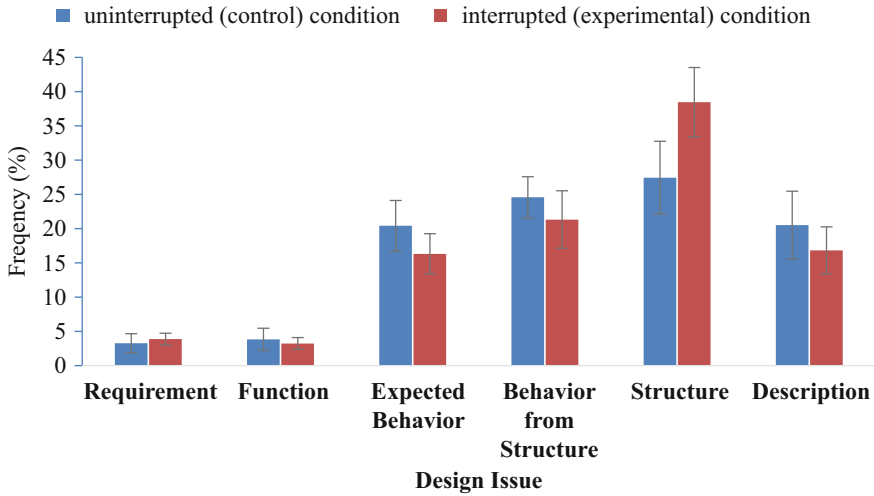 uninterrupted (control) condition interrupted (experimental) condition
45
40
35
30
25
20
15
10
5
0
Freqency (%)
Requirement Function Expected Behavior Structure Description
Behavior from
Structure
Design Issue